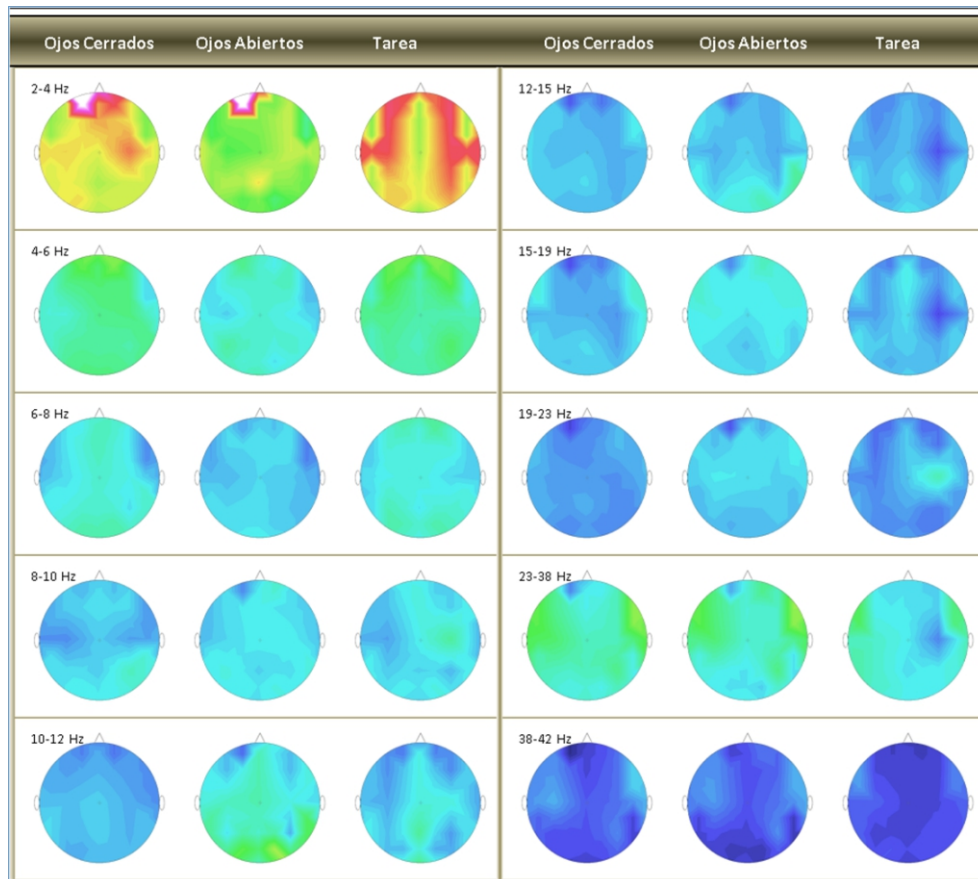 Ojos Cerrados Ojos Abiertos Tarea Ojos Cerrados Ojos Abiertos Tarea
2-4 Hz 12-15 Hz
4-6 Hz 15-19 Hz
6-8 Hz 19-23 Hz
8-10 Hz 23-38 Hz
10-12 Hz 38-42 Hz